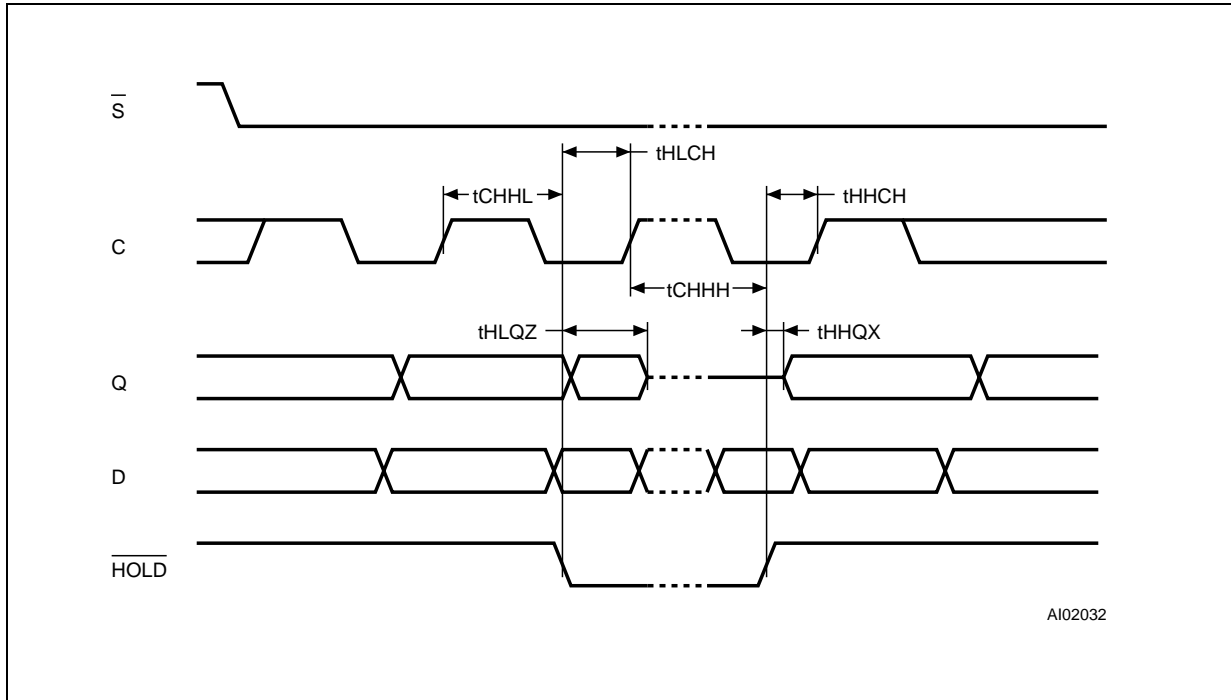 S
tHLCH
tCHHL
tHHCH
C
tCHHH
tHLQZ
tHHQX
Q
D
HOLD
AI02032